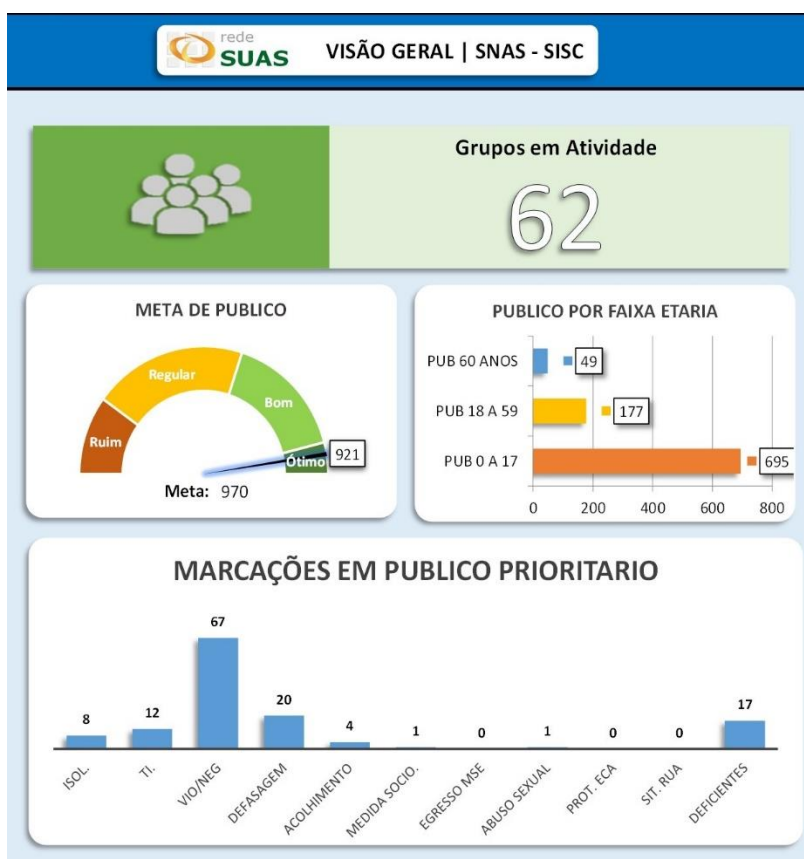 rede
SUAS
VISÃO GERAL | SNAS - SISC
Grupos em Atividade
62
META DE PUBLICO
Regular
Bom
Ruim
Ótimo
921
Meta: 970
PUBLICO POR FAIXA ETARIA
PUB 60 ANOS
49
PUB 18 A 59
177
PUB 0 A 17
695
0 200 400 600 800
MARCAÇÕES EM PUBLICO PRIORITARIO
8 12 67 20 4 1 0 1 0 0 17
ISOL. TI. VIO/NEG DEFASAGEM ACOLHIMENTO MEDIDA SOCIO. EGRESSO MSE ABUSO SEXUAL PROT. ECA SIT. RUA DEFICIENTES